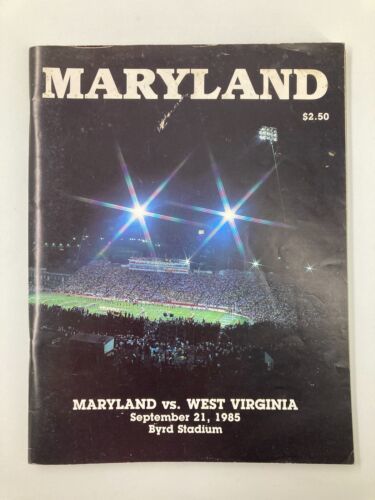 MARYLAND
$2.50
MARYLAND vs. WEST VIRGINIA
September 21, 1985
Byrd Stadium